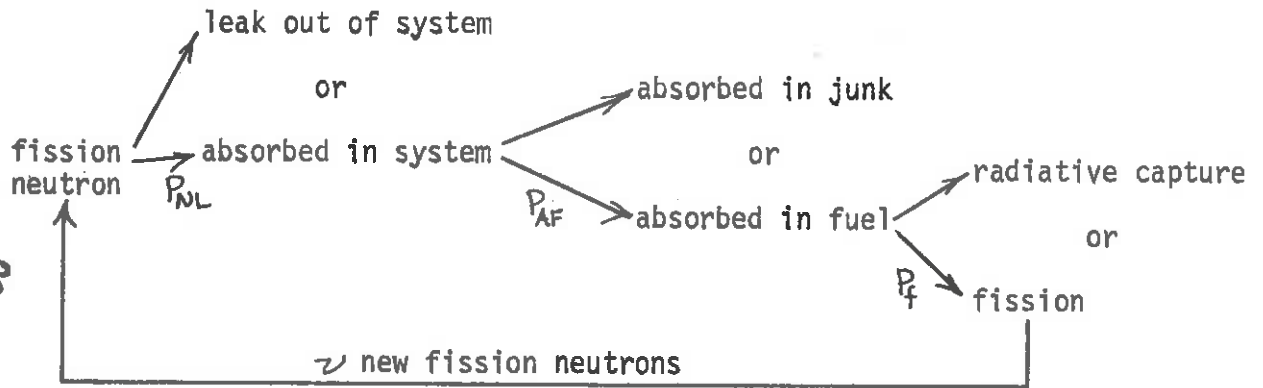 leak out of system
or
fission neutron
P_NL
absorbed in system
absorbed in junk
or
P_AF
absorbed in fuel
radiative capture
or
P_f
fission
ν new fission neutrons